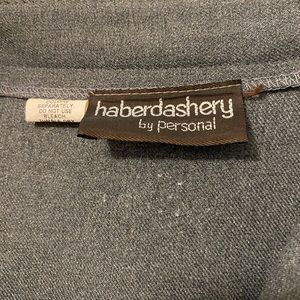 haberdashery
by personal
SEPARATELY
DO NOT USE
BLEACH